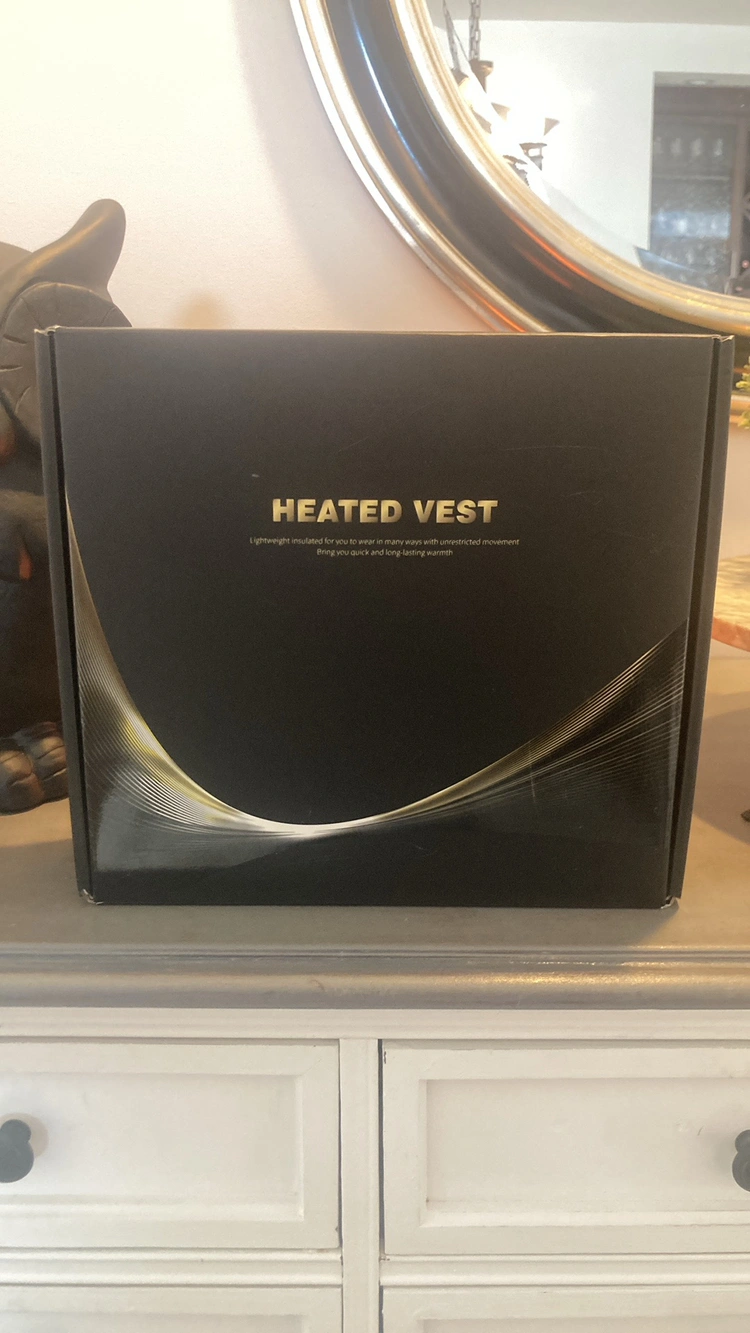 HEATED VEST
Lightweight insulated for you to wear in many ways with unrestricted movement
Bring you quick and long-lasting warmth